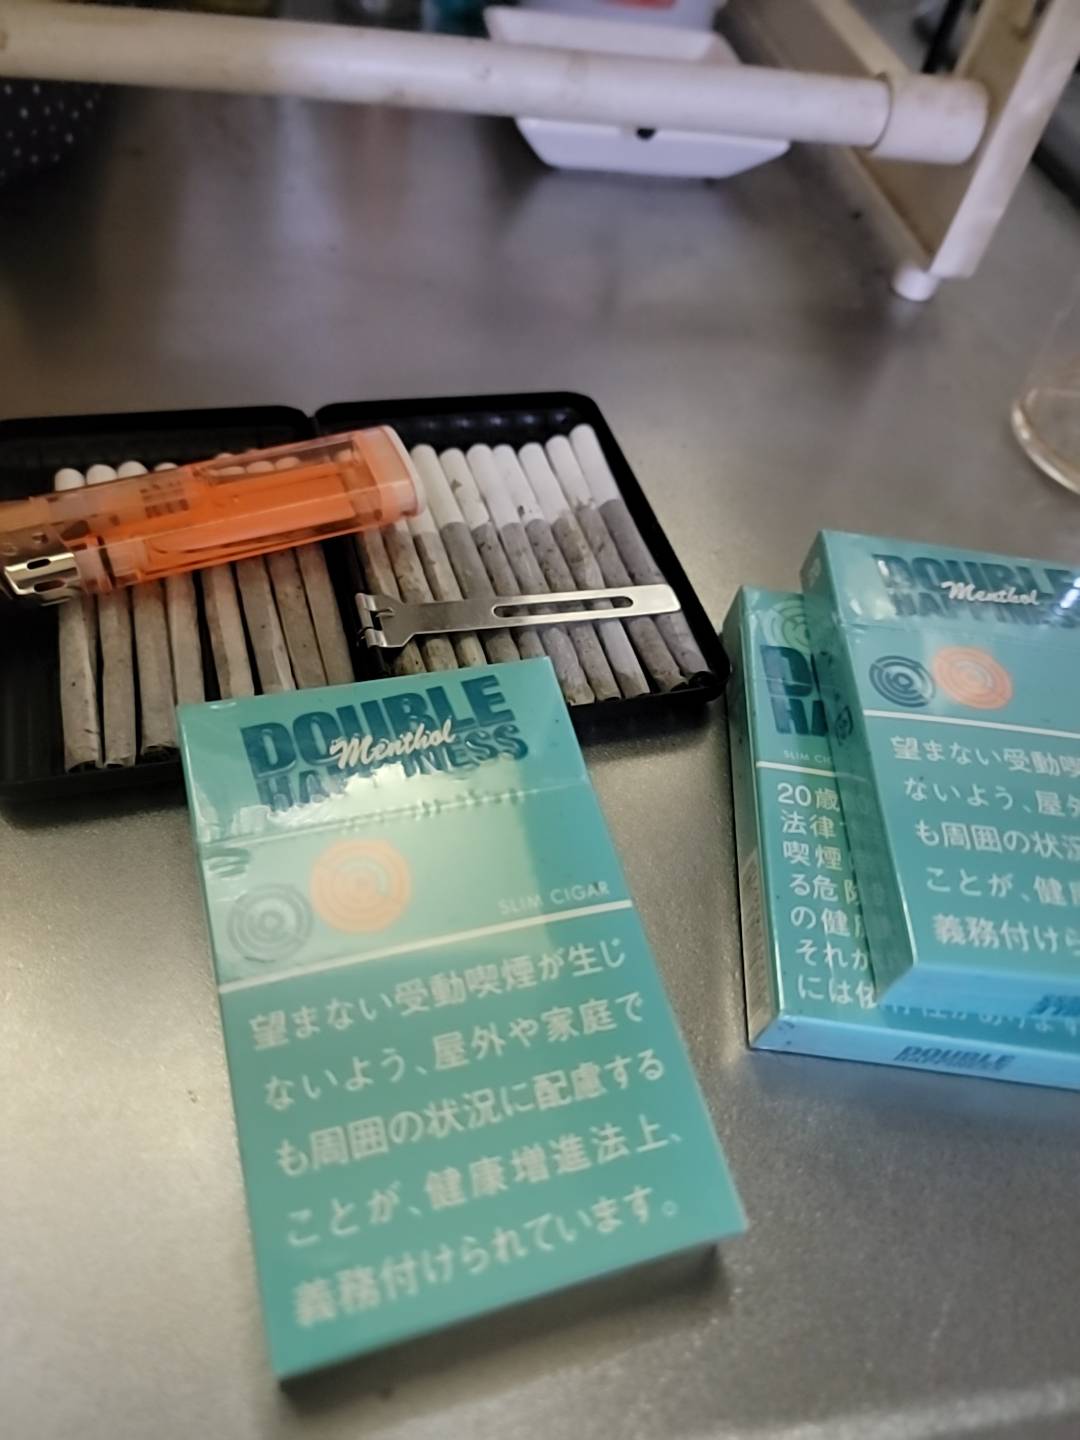 DOUBLE
Menthol
HAPPINESS
SLIM CIGAR
望まない受動喫煙が生じ
ないよう、屋外や家庭で
も周囲の状況に配慮する
ことが、健康増進法上、
義務付けられています。
DOUBLE
Menthol
望まない受動喫
ないよう、屋外
も周囲の状況
ことが、健康
義務付けら
SLIM
20歳
法律
喫煙
る危険
の健
それが
には依
DOUBLE